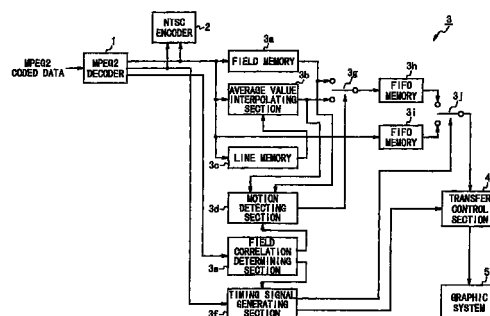 NTSC
ENCODER
2
3
1
3a
MPEG2
CODED DATA
MPEG2
DECODER
FIELD MEMORY
3b
3g
3h
AVERAGE VALUE
INTERPOLATING SECTION
FIFO
MEMORY
3j
FIFO
MEMORY
3c
LINE MEMORY
3i
4
MOTION
DETECTING
SECTION
3d
TRANSFER
CONTROL
SECTION
FIELD
CORRELATION
DETERMINING
SECTION
3e
5
TIMING SIGNAL
GENERATING
SECTION
3f
GRAPHIC
SYSTEM